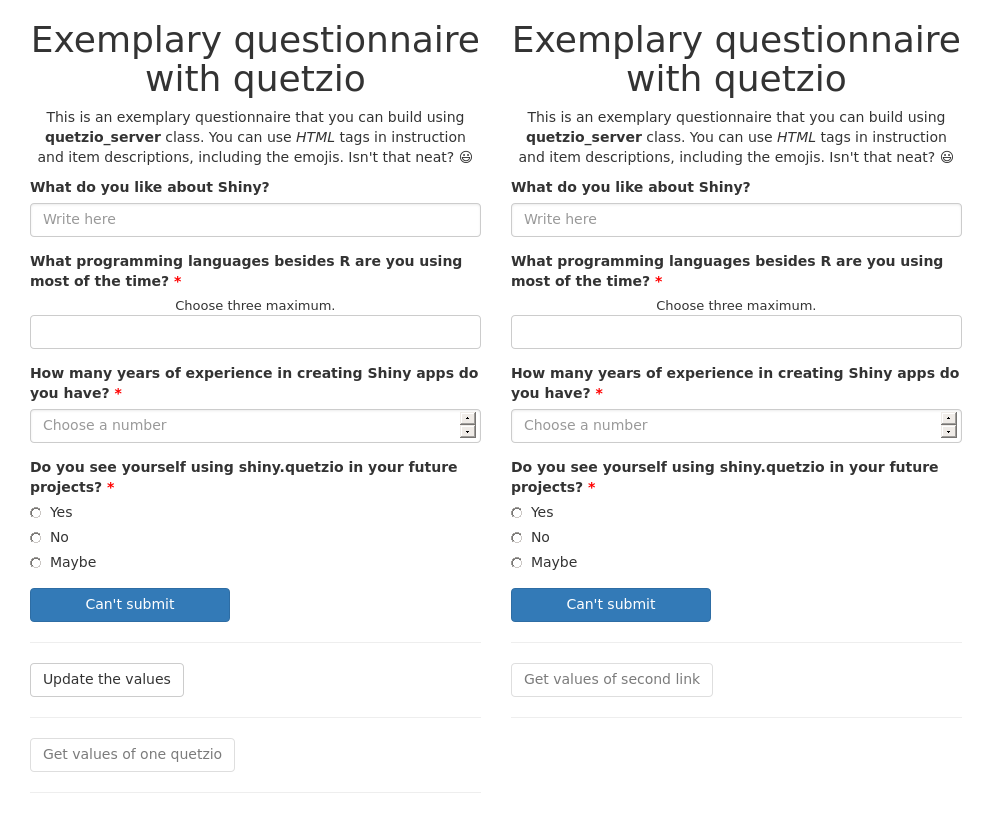 Exemplary questionnaire
with quetzio
This is an exemplary questionnaire that you can build using
quetzio_server class. You can use HTML tags in instruction
and item descriptions, including the emojis. Isn't that neat? 😃
What do you like about Shiny?
Write here
What programming languages besides R are you using
most of the time? *
Choose three maximum.
How many years of experience in creating Shiny apps do
you have? *
Choose a number
Do you see yourself using shiny.quetzio in your future
projects? *
Yes
No
Maybe
Can't submit
Update the values
Get values of one quetzio
Exemplary questionnaire
with quetzio
This is an exemplary questionnaire that you can build using
quetzio_server class. You can use HTML tags in instruction
and item descriptions, including the emojis. Isn't that neat? 😃
What do you like about Shiny?
Write here
What programming languages besides R are you using
most of the time? *
Choose three maximum.
How many years of experience in creating Shiny apps do
you have? *
Choose a number
Do you see yourself using shiny.quetzio in your future
projects? *
Yes
No
Maybe
Can't submit
Get values of second link